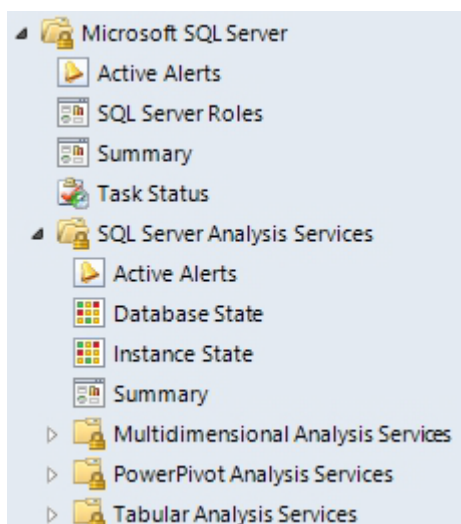 Microsoft SQL Server
Active Alerts
SQL Server Roles
Summary
Task Status
SQL Server Analysis Services
Active Alerts
Database State
Instance State
Summary
Multidimensional Analysis Services
PowerPivot Analysis Services
Tabular Analysis Services